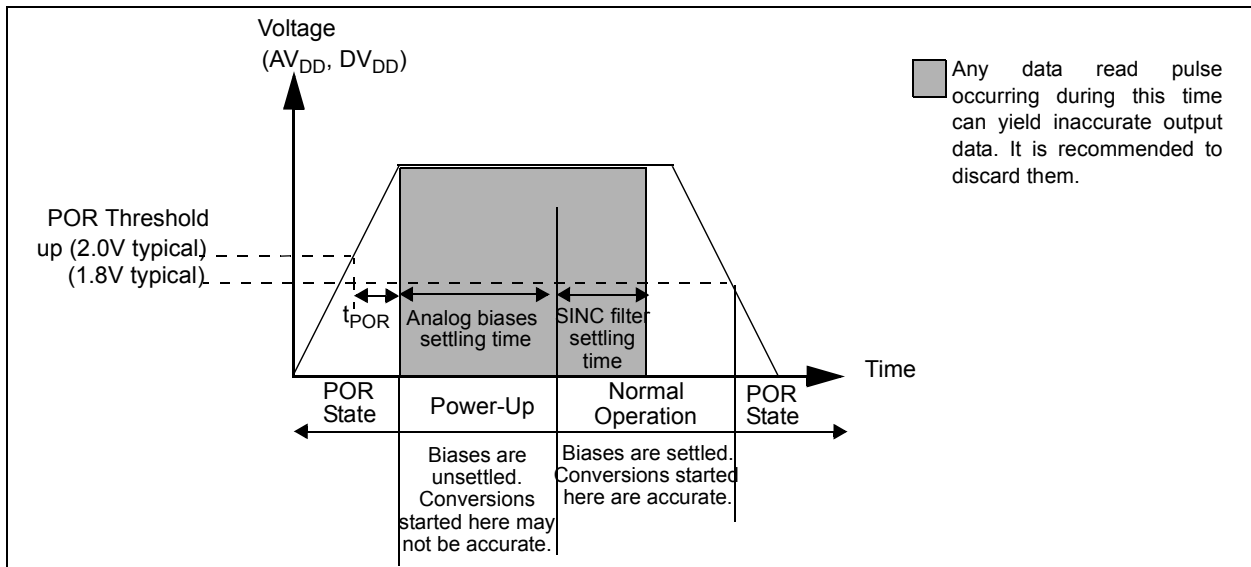 Voltage
(AVDD, DVDD)
Any data read pulse
occurring during this time
can yield inaccurate output
data. It is recommended to
discard them.
POR Threshold
up (2.0V typical)
(1.8V typical)
tPOR
Analog biases
settling time
SINC filter
settling
time
Time
POR
State
Power-Up
Normal
Operation
POR
State
Biases are
unsettled.
Conversions
started here may
not be accurate.
Biases are settled.
Conversions started
here are accurate.